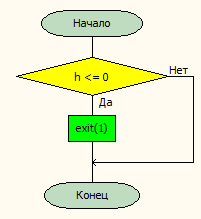 Начало
h <= 0
Нет
Да
exit(1)
Конец